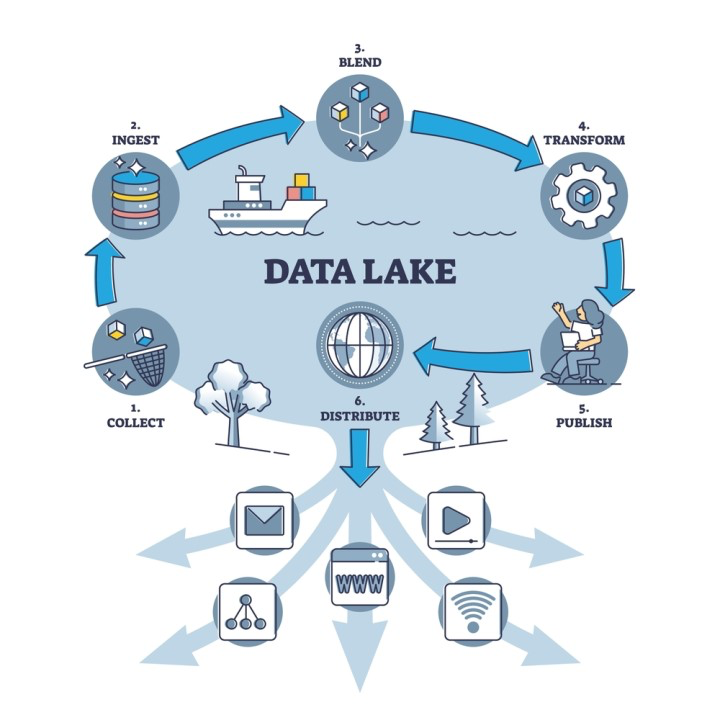 3.
BLEND
2.
INGEST
4.
TRANSFORM
DATA LAKE
1.
COLLECT
6.
DISTRIBUTE
5.
PUBLISH
WWW